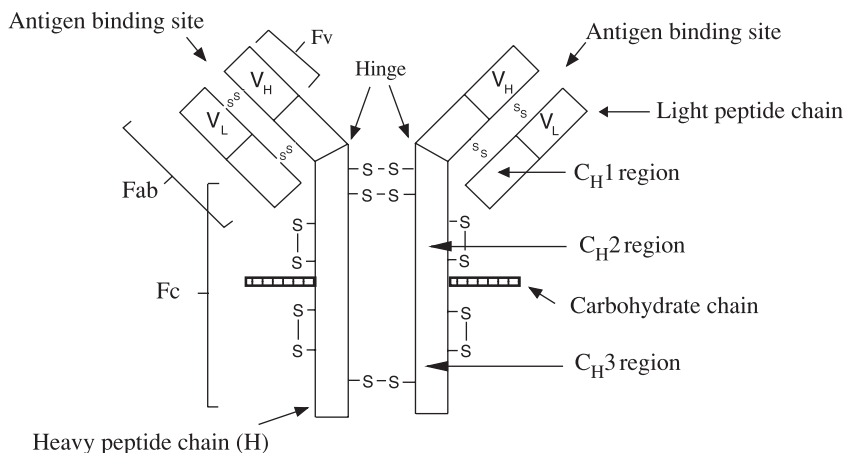 Antigen binding site
Fv
Antigen binding site
Hinge
V_H
V_H
Light peptide chain
V_L
V_L
S S
S S
S S
S S
C_H1 region
Fab
S-S
S-S
S
S
S
S
C_H2 region
Fc
Carbohydrate chain
S
S
S
S
C_H3 region
S-S
Heavy peptide chain (H)